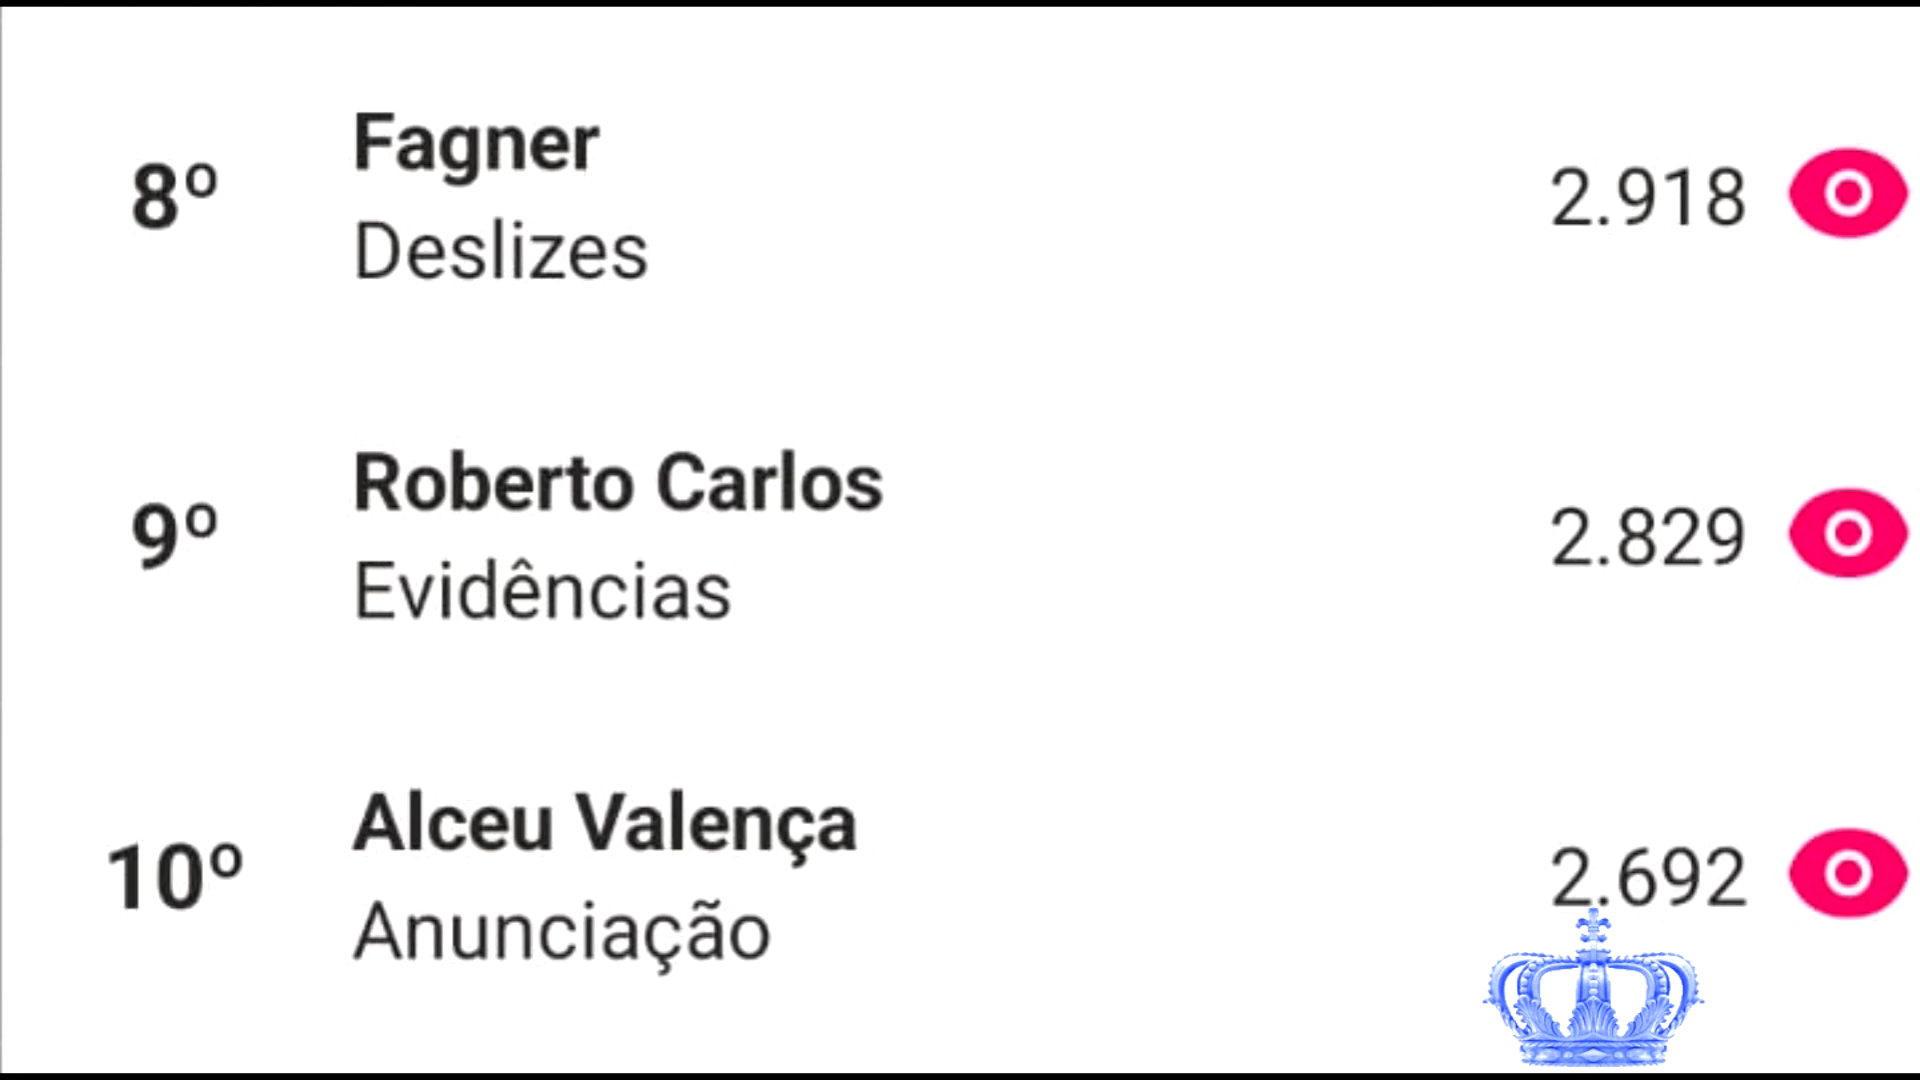 8º
Fagner
Deslizes
2.918
9º
Roberto Carlos
Evidências
2.829
10º
Alceu Valença
Anunciação
2.692